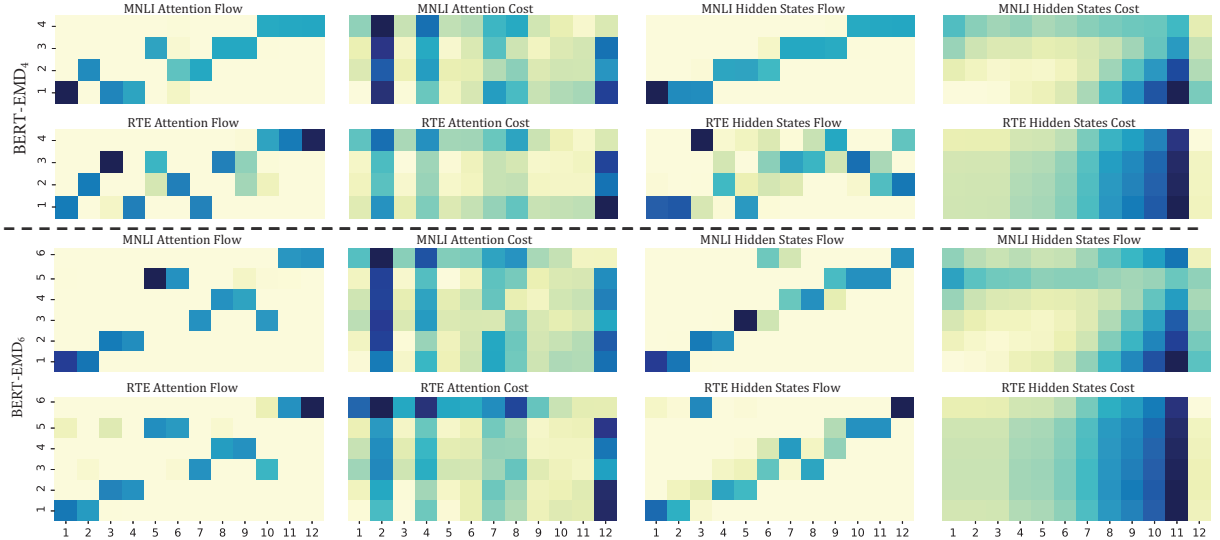 MNLI Attention Flow MNLI Attention Cost MNLI Hidden States Flow MNLI Hidden States Cost
BERT-EMD4
4
3
2
1
RTE Attention Flow RTE Attention Cost RTE Hidden States Flow RTE Hidden States Cost
4
3
2
1
MNLI Attention Flow MNLI Attention Cost MNLI Hidden States Flow MNLI Hidden States Flow
BERT-EMD6
6
5
4
3
2
1
RTE Attention Flow RTE Attention Cost RTE Hidden States Flow RTE Hidden States Cost
6
5
4
3
2
1
1 2 3 4 5 6 7 8 9 10 11 12 1 2 3 4 5 6 7 8 9 10 11 12 1 2 3 4 5 6 7 8 9 10 11 12 1 2 3 4 5 6 7 8 9 10 11 12